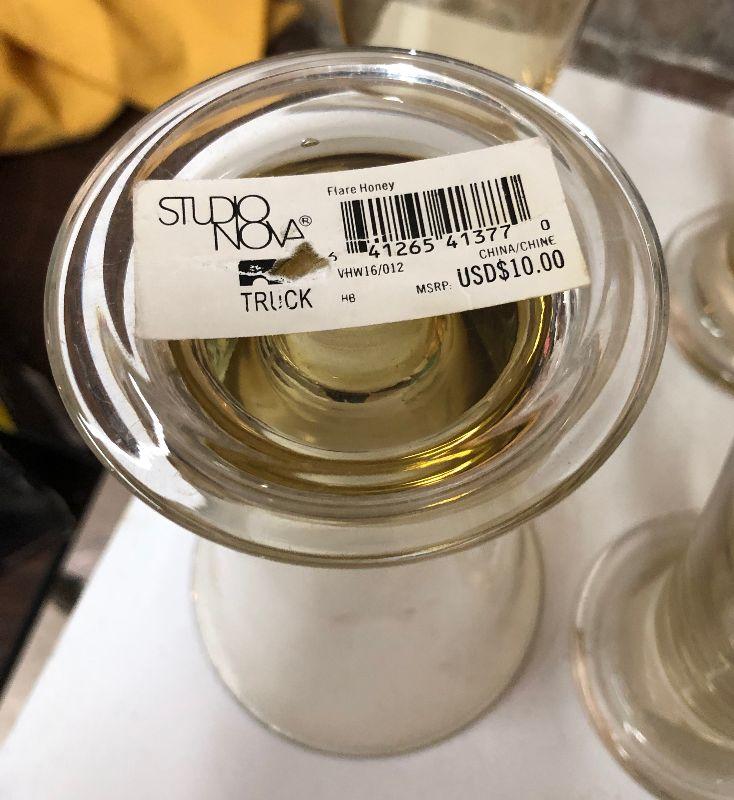 Flare Honey
STUDIO
NOVA®
41265 41377 0
CHINA/CHINE
VHW16/012
TRUCK
HB
MSRP: USD$10.00